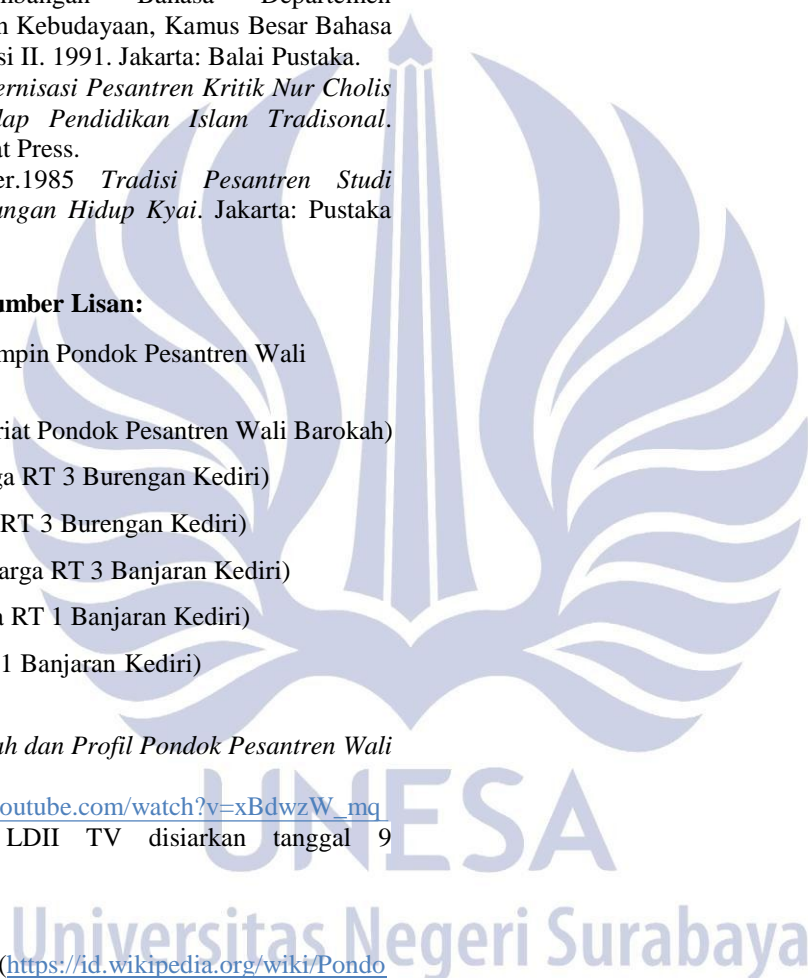 Bahasa Departemen
n Kebudayaan, Kamus Besar Bahasa
si II. 1991. Jakarta: Balai Pustaka.
ernisasi Pesantren Kritik Nur Cholis
dap Pendidikan Islam Tradisonal.
at Press.
er.1985 Tradisi Pesantren Studi
angan Hidup Kyai. Jakarta: Pustaka
umber Lisan:
mpin Pondok Pesantren Wali
riat Pondok Pesantren Wali Barokah)
ga RT 3 Burengan Kediri)
RT 3 Burengan Kediri)
arga RT 3 Banjaran Kediri)
a RT 1 Banjaran Kediri)
1 Banjaran Kediri)
ah dan Profil Pondok Pesantren Wali
outube.com/watch?v=xBdwzW_mq
LDII TV disiarkan tanggal 9
UNESA
Universitas Negeri Surabaya
(https://id.wikipedia.org/wiki/Pondo